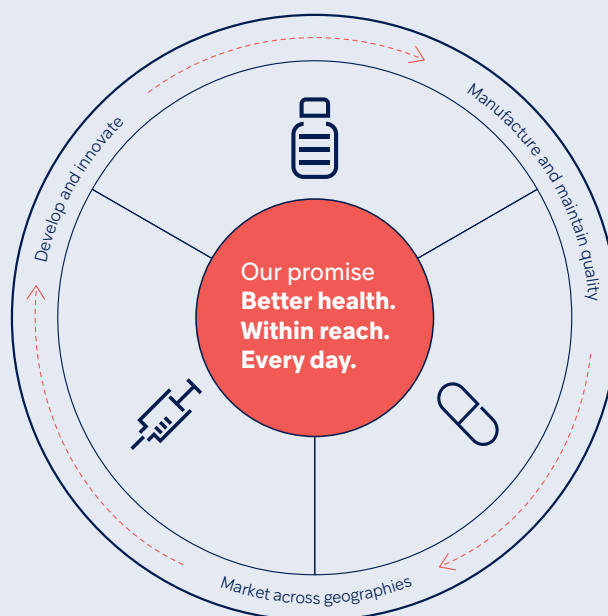 Develop and innovate
Manufacture and maintain quality
Our promise
Better health.
Within reach.
Every day.
Market across geographies